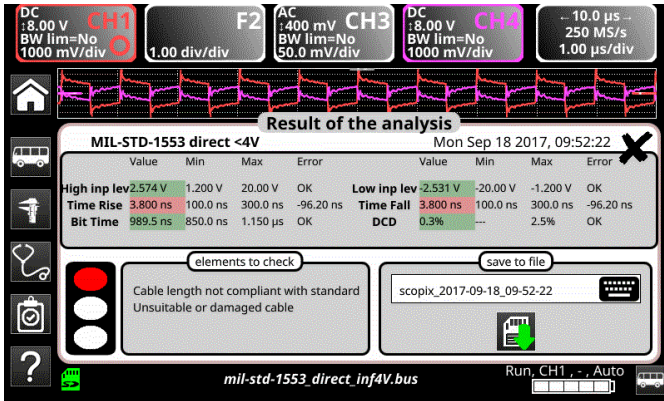 DC
↕8.00 V CH1
BW lim=No
1000 mV/div
F2
1.00 div/div
AC
↕400 mV CH3
BW lim=No
50.0 mV/div
DC
↕8.00 V CH4
BW lim=No
1000 mV/div
←10.0 µs→
250 MS/s
1.00 µs/div
Result of the analysis
MIL-STD-1553 direct <4V Mon Sep 18 2017, 09:52:22
Value Min Max Error Value Min Max Error
High inp lev 2.574 V 1.200 V 20.00 V OK Low inp lev -2.531 V -20.00 V -1.200 V OK
Time Rise 3.800 ns 100.0 ns 300.0 ns -96.20 ns Time Fall 3.800 ns 100.0 ns 300.0 ns -96.20 ns
Bit Time 989.5 ns 850.0 ns 1.150 µs OK DCD 0.3% --- 2.5% OK
elements to check
Cable length not compliant with standard
Unsuitable or damaged cable
save to file
scopix_2017-09-18_09-52-22
?
mil-std-1553_direct_inf4V.bus
Run, CH1 , - , Auto